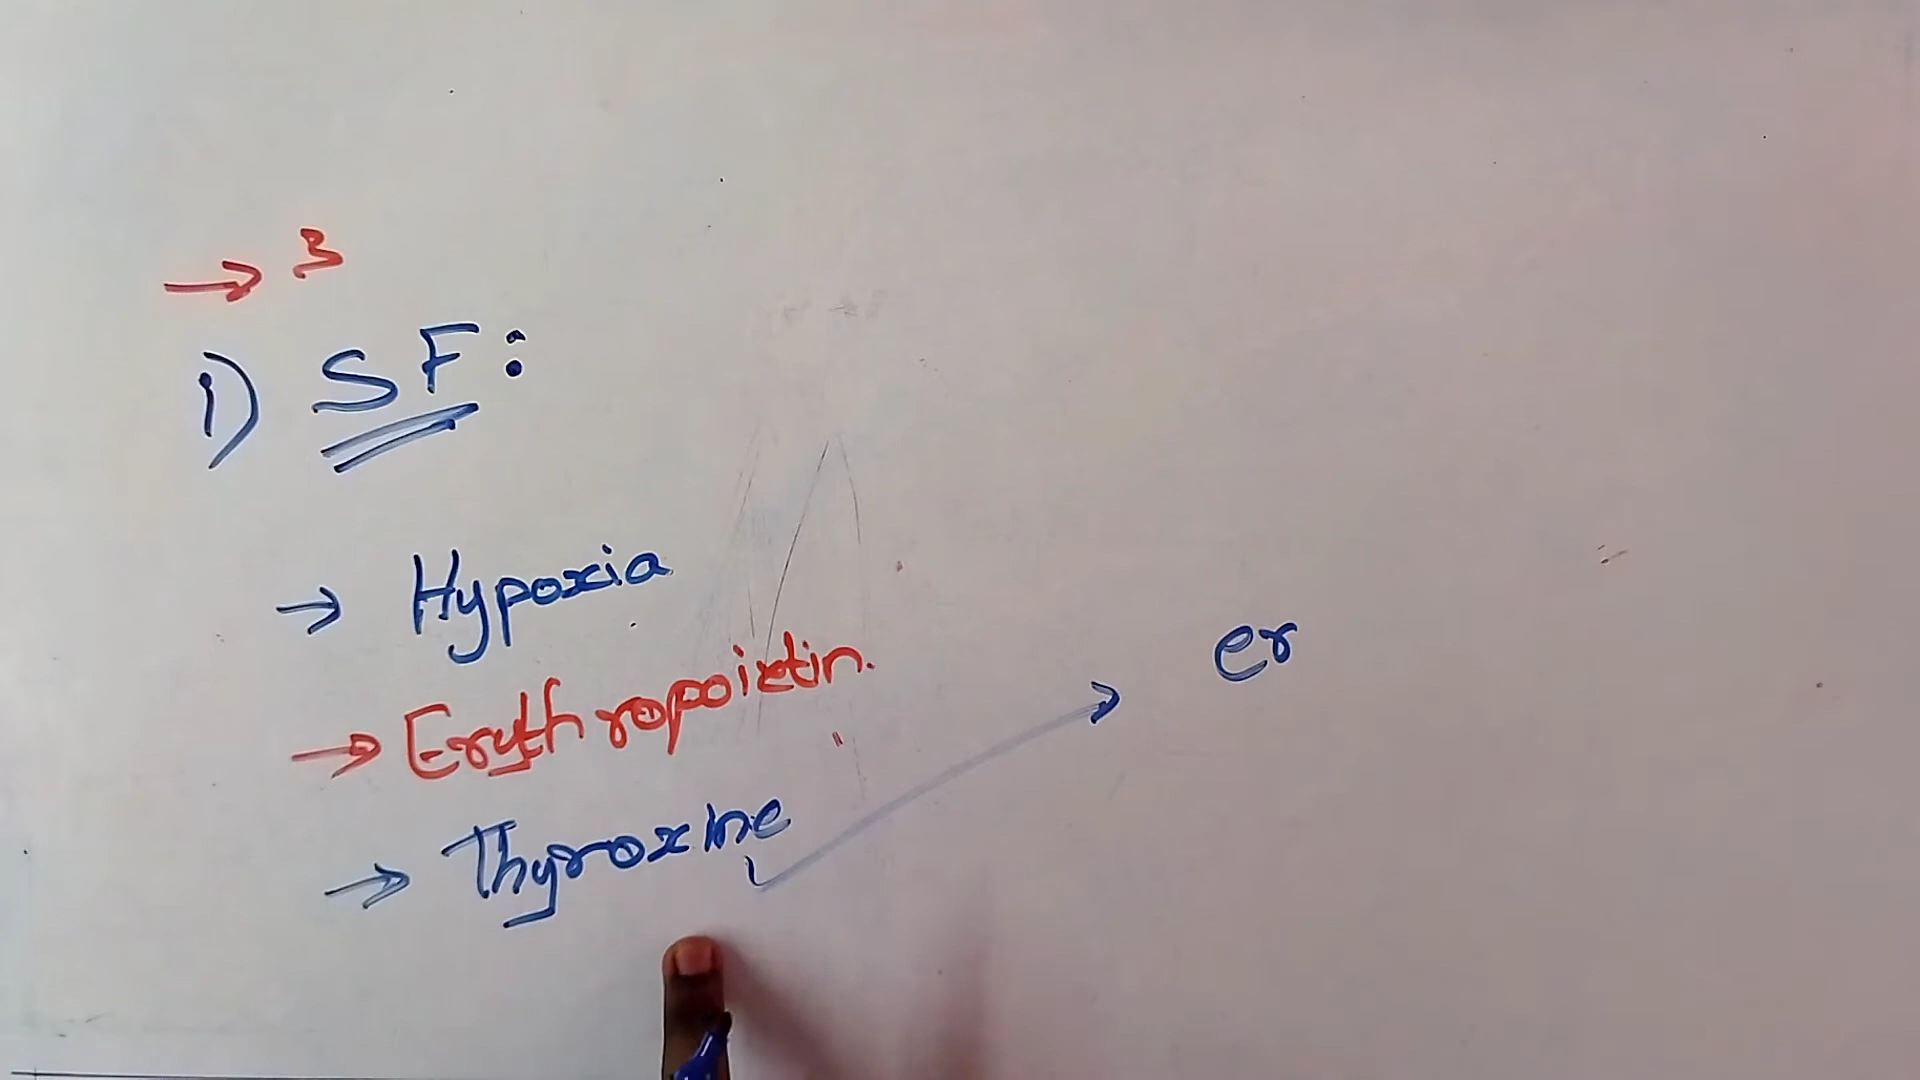 → 3
1) SF:
→ Hypoxia
→ Erythropoietin.
→ Thyroxine → er